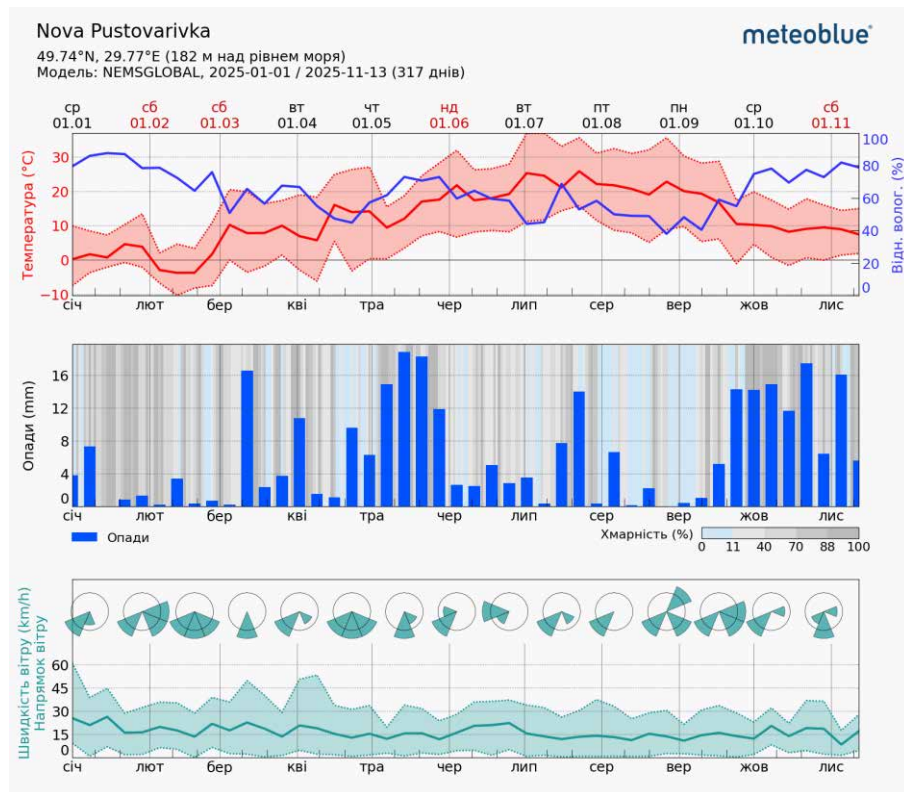 Nova Pustovarivka
meteoblue
49.74°N, 29.77°E (182 м над рівнем моря)
Модель: NEMSGLOBAL, 2025-01-01 / 2025-11-13 (317 днів)
ср сб сб вт чт нд вт пт пн ср сб
01.01 01.02 01.03 01.04 01.05 01.06 01.07 01.08 01.09 01.10 01.11
Температура (°C)
30
20
10
0
−10
100
80
60
40
20
0
Відн. волог. (%)
січ лют бер кві тра чер лип сер вер жов лис
Опади (mm)
16
12
8
4
0
січ лют бер кві тра чер лип сер вер жов лис
Опади
Хмарність (%)
0 11 40 70 88 100
Швидкість вітру (km/h)
Напрямок вітру
60
45
30
15
0
січ лют бер кві тра чер лип сер вер жов лис